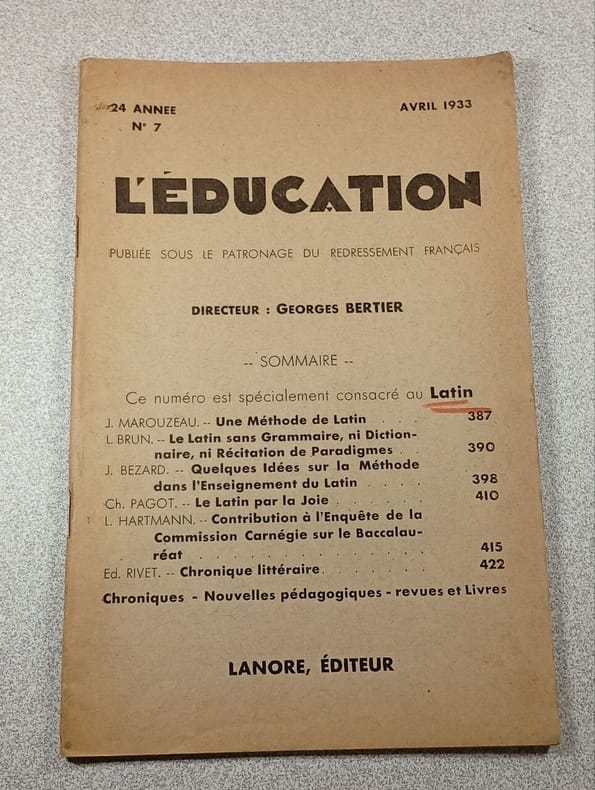 24 ANNEE
N° 7
AVRIL 1933
L'ÉDUCATION
PUBLIÉE SOUS LE PATRONAGE DU REDRESSEMENT FRANÇAIS
DIRECTEUR : GEORGES BERTIER
-- SOMMAIRE --
Ce numéro est spécialement consacré au Latin
J. MAROUZEAU. -- Une Méthode de Latin . . . 387
L. BRUN. -- Le Latin sans Grammaire, ni Diction-
naire, ni Récitation de Paradigmes . 390
J. BEZARD. -- Quelques Idées sur la Méthode
dans l'Enseignement du Latin . . . . 398
Ch. PAGOT. -- Le Latin par la Joie . . . . . . 410
L. HARTMANN. -- Contribution à l'Enquête de la
Commission Carnégie sur le Baccalau-
réat . . . . . . . . . . . . 415
Ed. RIVET. -- Chronique littéraire. . . . . . . 422
Chroniques - Nouvelles pédagogiques - revues et Livres
LANORE, ÉDITEUR